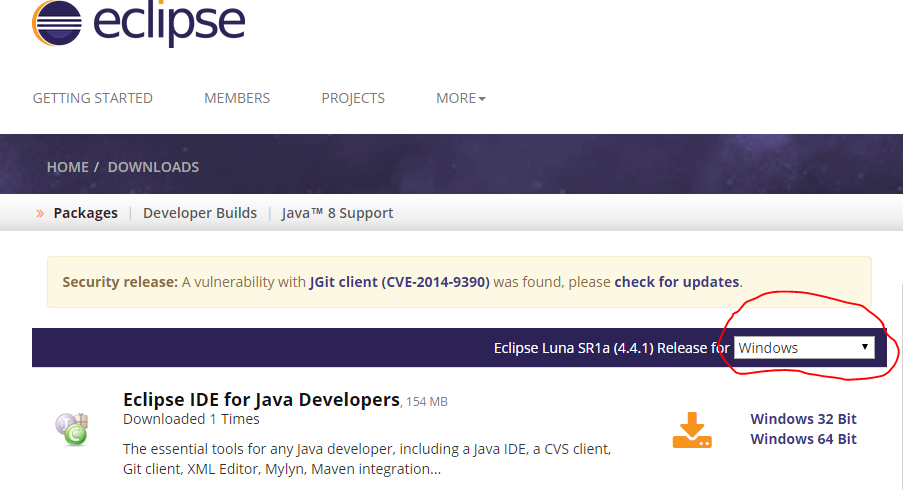 eclipse
GETTING STARTED MEMBERS PROJECTS MORE
HOME / DOWNLOADS
» Packages | Developer Builds | Java™ 8 Support
Security release: A vulnerability with JGit client (CVE-2014-9390) was found, please check for updates.
Eclipse Luna SR1a (4.4.1) Release for Windows
Eclipse IDE for Java Developers, 154 MB
Downloaded 1 Times
The essential tools for any Java developer, including a Java IDE, a CVS client,
Git client, XML Editor, Mylyn, Maven integration...
Windows 32 Bit
Windows 64 Bit